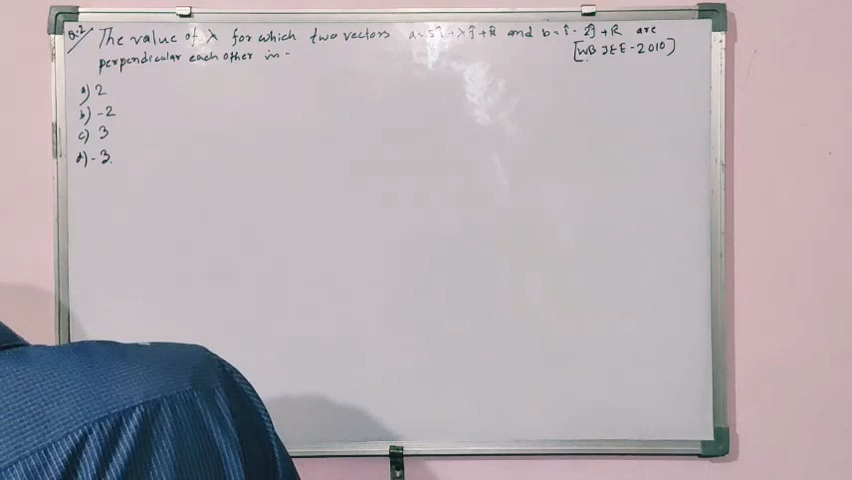 Q.2 The value of λ for which two vectors a = 5î + λĵ + k̂ and b = î - 2ĵ + k̂ are
perpendicular each other is -
[WB JEE - 2010]
a) 2
b) -2
c) 3
d) -3.